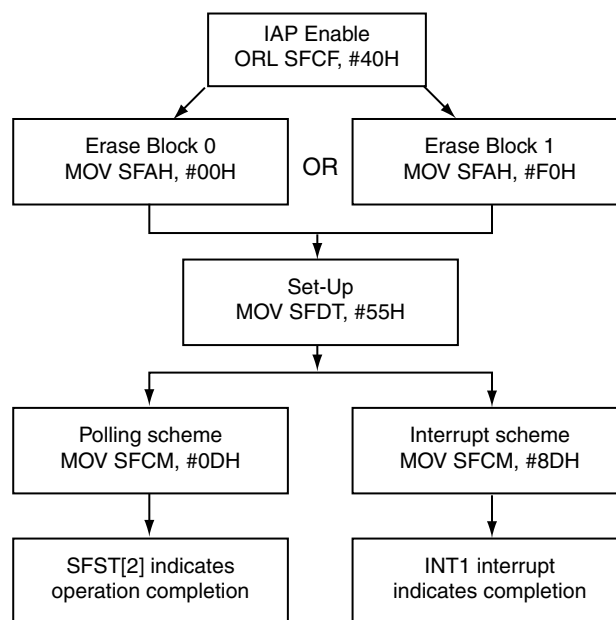 IAP Enable
ORL SFCF, #40H
Erase Block 0
MOV SFAH, #00H
OR
Erase Block 1
MOV SFAH, #F0H
Set-Up
MOV SFDT, #55H
Polling scheme
MOV SFCM, #0DH
Interrupt scheme
MOV SFCM, #8DH
SFST[2] indicates
operation completion
INT1 interrupt
indicates completion